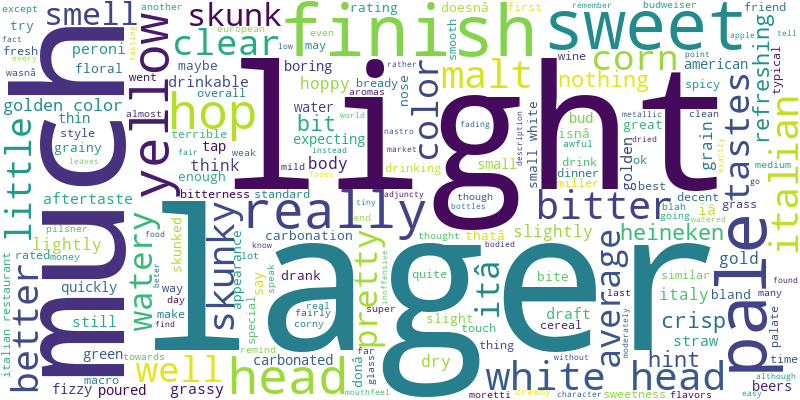 light
lager
much
finish
sweet
pale
head
white head
really
yellow
hop
malt
corn
clear
skunk
smell
bitter
italian
tastes
little
better
watery
well
skunky
pretty
itâ
average
crisp
color
nothing
bit
body
think
golden color
refreshing
heineken
hint
dry
peroni
except
another
try
fresh
floral
thin
style
grainy
almost
wasnâ
fact
every
tasting
leaves
went
drinkable
maybe
european
overall
terrible
tap
fair
weak
enough
bitterness
standard
aftertaste
lightly
pilsner
rated
money
food
quickly
still
green
macro
towards
fizzy
poured
grassy
italian restaurant
skunked
way
day
make
find
beter
appearance
carbonation
know
lot
say
special
drank
speak
remind
carbonated
real
fairly
corny
super
inoffensive
donâ
far
glass
mouthfeel
tiny
end
thought
thatâ
bodied
quite
slight
touch
thing
slightly
bite
draft
cereal
without
character
creamy
moretti
sweetness
flavors
last
moderately
similar
italy
straw
bland
gold
many
found
palate
time
beers
although
easy
rating
may
even
low
boring
water
hoppy
bready
aromas
expecting
world
instead
mild
fades
nose
rather
nastro
market
adjuncty
drinking
though
bottles
fading
small
description
small white
doesnâ
smooth
first
wine
bud
isnâ
awful
drink
dinner
miller
great
metallic
dried
ok
best
golden
go
grain
grass
decent
blah
going
iâ
watered
clean
point
spicy
american
budweiser
remember
friend
apple
tell
typical
medium
exactly